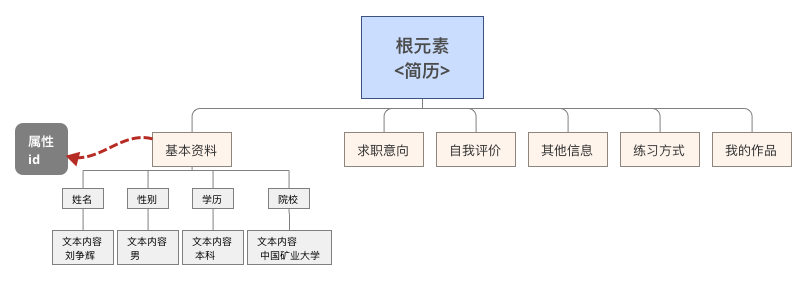 根元素
<简历>
属性
id
基本资料
求职意向
自我评价
其他信息
练习方式
我的作品
姓名
性别
学历
院校
文本内容
刘争辉
文本内容
男
文本内容
本科
文本内容
中国矿业大学